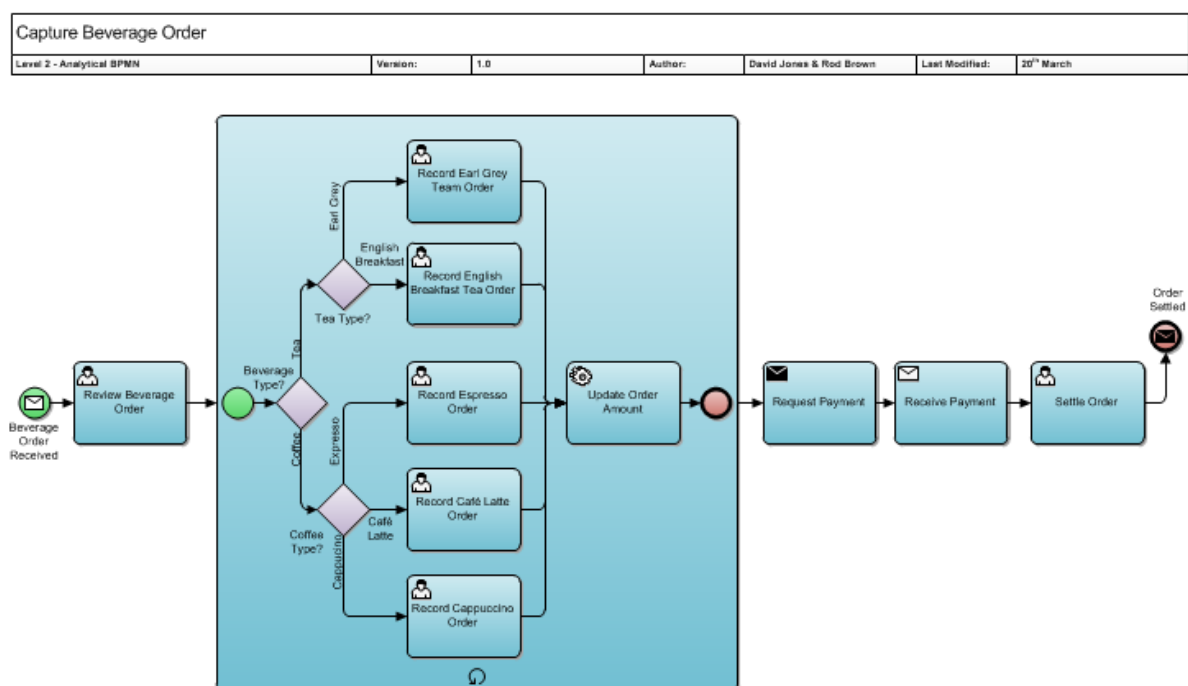 Capture Beverage Order
Level 2 - Analytical BPMN
Version:
1.0
Author:
David Jones & Rod Brown
Last Modified:
20th March
Beverage
Order
Received
Review Beverage
Order
Beverage
Type?
Tea
Coffee
Tea Type?
Earl Grey
English
Breakfast
Record Earl Grey
Team Order
Record English
Breakfast Tea Order
Coffee
Type?
Expresso
Café
Latte
Cappucino
Record Espresso
Order
Record Café Latte
Order
Record Cappuccino
Order
Update Order
Amount
Request Payment
Receive Payment
Settle Order
Order
Settled